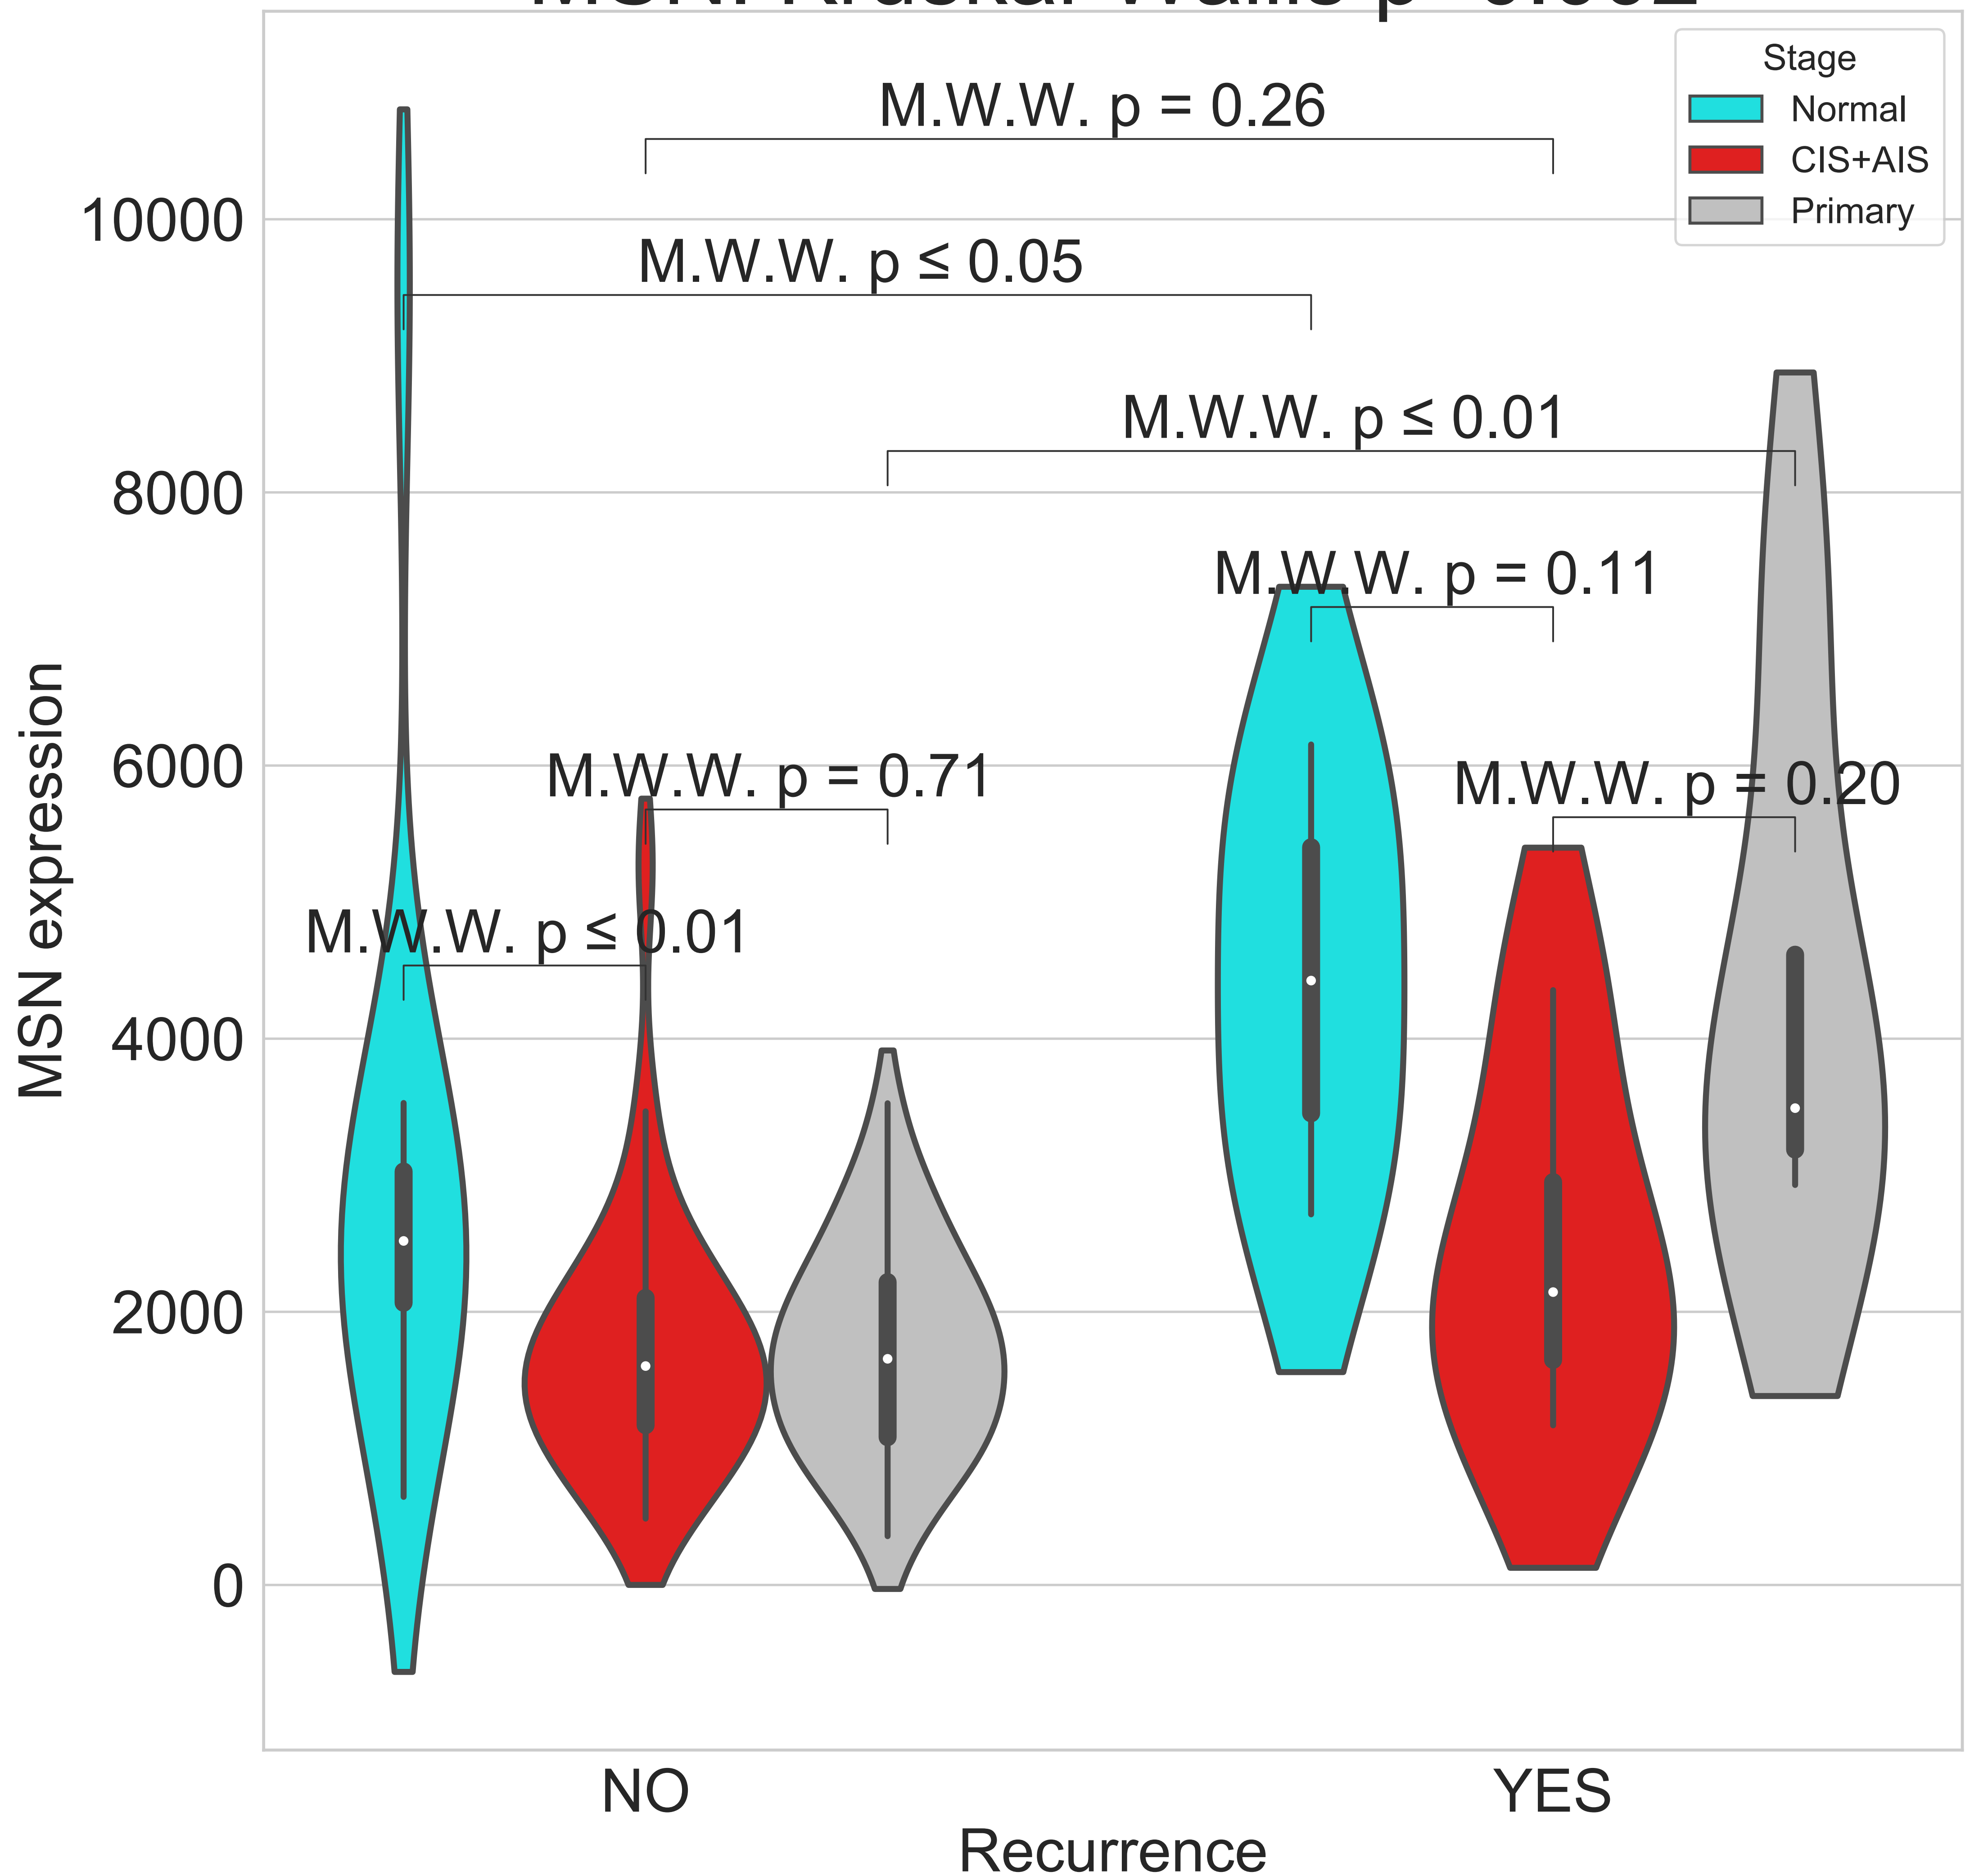 Stage
Normal
CIS+AIS
Primary
M.W.W. p = 0.26
M.W.W. p ≤ 0.05
M.W.W. p ≤ 0.01
M.W.W. p = 0.11
M.W.W. p = 0.71
M.W.W. p = 0.20
M.W.W. p ≤ 0.01
MSN expression
10000
8000
6000
4000
2000
0
NO
YES
Recurrence